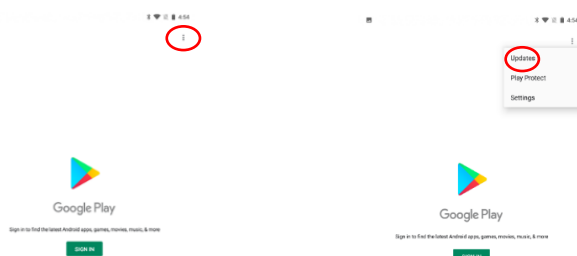 4:54
Google Play
Sign in to find the latest Android apps, games, movies, music, & more
SIGN IN
4:54
Updates
Play Protect
Settings
Google Play
Sign in to find the latest Android apps, games, movies, music, & more
SIGN IN